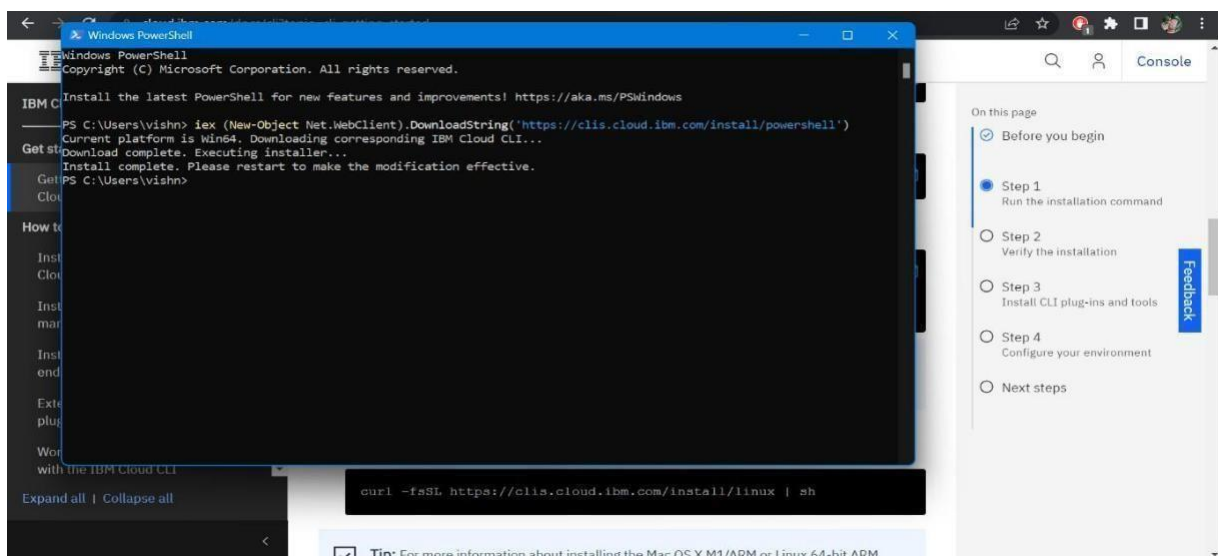 Windows PowerShell
Windows PowerShell
Copyright (C) Microsoft Corporation. All rights reserved.
Install the latest PowerShell for new features and improvements! https://aka.ms/PSWindows
PS C:\Users\vishn> iex (New-Object Net.WebClient).DownloadString('https://clis.cloud.ibm.com/install/powershell')
Current platform is Win64. Downloading corresponding IBM Cloud CLI...
Download complete. Executing installer...
Install complete. Please restart to make the modification effective.
PS C:\Users\vishn>
IBM
Get
How to
with the IBM Cloud CLI
Expand all | Collapse all
curl -fsSL https://clis.cloud.ibm.com/install/linux | sh
Tip: For more information about installing the Mac OS X M1/ARM or Linux 64-bit ARM
Console
On this page
Before you begin
Step 1
Run the installation command
Step 2
Verify the installation
Step 3
Install CLI plug-ins and tools
Step 4
Configure your environment
Next steps
Feedback